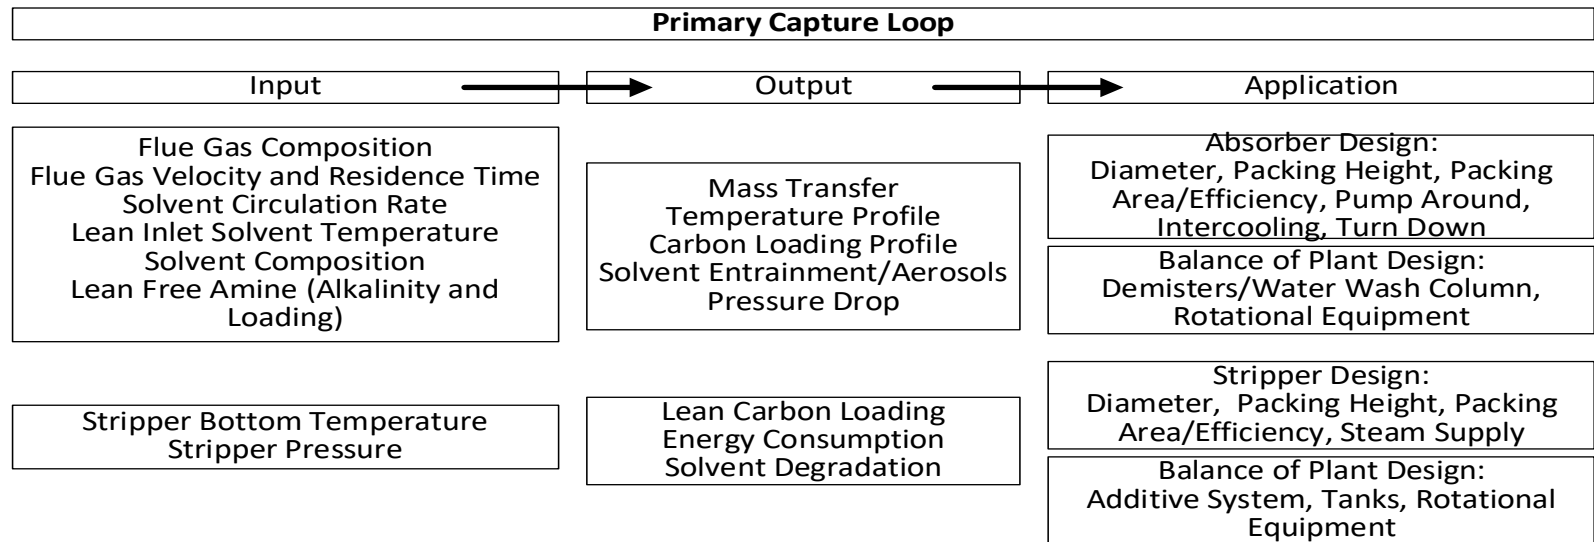 Primary Capture Loop
Input
Output
Application
Flue Gas Composition
Flue Gas Velocity and Residence Time
Solvent Circulation Rate
Lean Inlet Solvent Temperature
Solvent Composition
Lean Free Amine (Alkalinity and
Loading)
Mass Transfer
Temperature Profile
Carbon Loading Profile
Solvent Entrainment/Aerosols
Pressure Drop
Absorber Design:
Diameter, Packing Height, Packing
Area/Efficiency, Pump Around,
Intercooling, Turn Down
Balance of Plant Design:
Demisters/Water Wash Column,
Rotational Equipment
Stripper Bottom Temperature
Stripper Pressure
Lean Carbon Loading
Energy Consumption
Solvent Degradation
Stripper Design:
Diameter,  Packing Height, Packing
Area/Efficiency, Steam Supply
Balance of Plant Design:
Additive System, Tanks, Rotational
Equipment